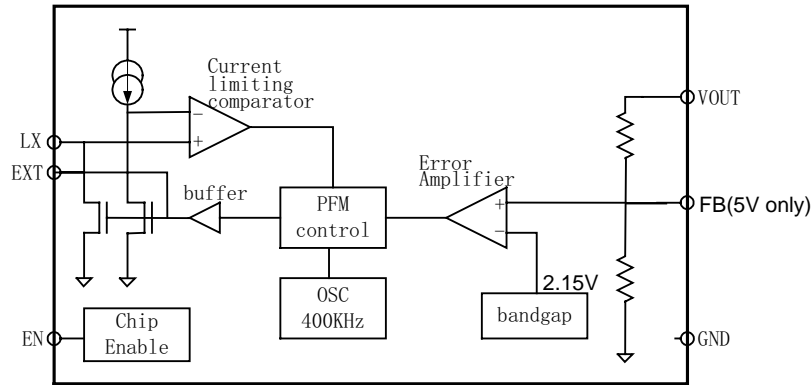 Current
limiting
comparator
VOUT
−
LX
+
EXT
Error
Amplifier
buffer
PFM
control
+
FB(5V only)
−
2.15V
OSC
400KHz
bandgap
EN
Chip
Enable
GND